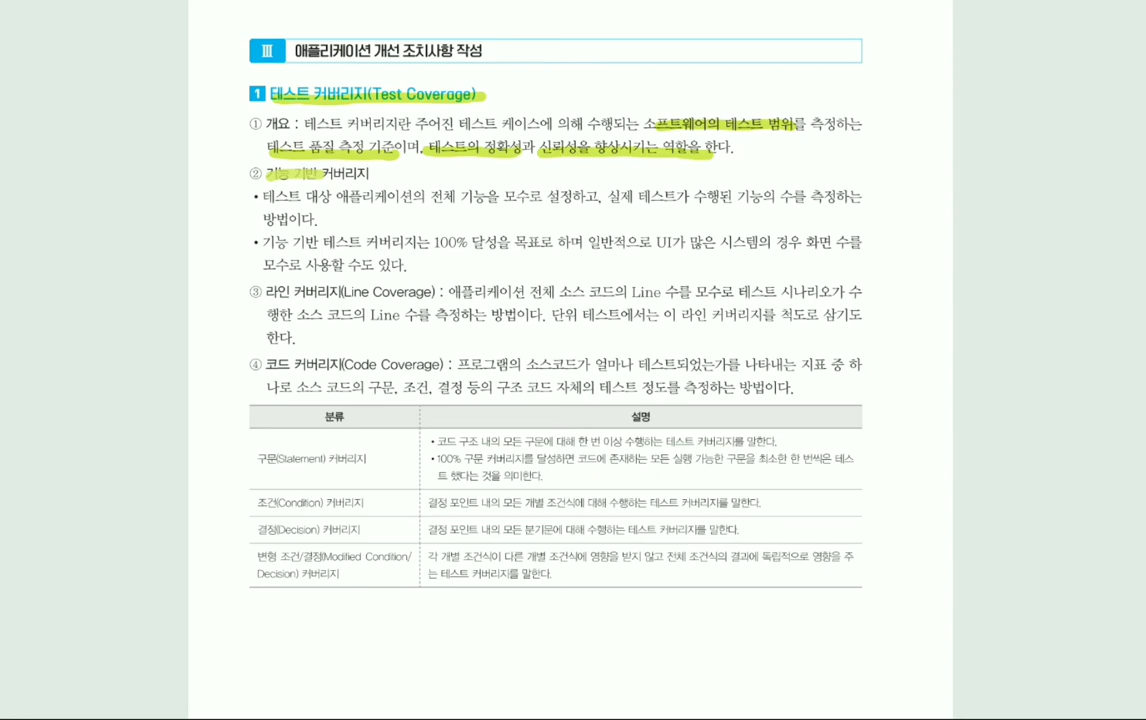 Ⅲ 애플리케이션 개선 조치사항 작성
1 테스트 커버리지(Test Coverage)
① 개요 : 테스트 커버리지란 주어진 테스트 케이스에 의해 수행되는 소프트웨어의 테스트 범위를 측정하는
테스트 품질 측정 기준이며, 테스트의 정확성과 신뢰성을 향상시키는 역할을 한다.
② 기능 기반 커버리지
• 테스트 대상 애플리케이션의 전체 기능을 모수로 설정하고, 실제 테스트가 수행된 기능의 수를 측정하는
방법이다.
• 기능 기반 테스트 커버리지는 100% 달성을 목표로 하며 일반적으로 UI가 많은 시스템의 경우 화면 수를
모수로 사용할 수도 있다.
③ 라인 커버리지(Line Coverage) : 애플리케이션 전체 소스 코드의 Line 수를 모수로 테스트 시나리오가 수
행한 소스 코드의 Line 수를 측정하는 방법이다. 단위 테스트에서는 이 라인 커버리지를 척도로 삼기도
한다.
④ 코드 커버리지(Code Coverage) : 프로그램의 소스코드가 얼마나 테스트되었는가를 나타내는 지표 중 하
나로 소스 코드의 구문, 조건, 결정 등의 구조 코드 자체의 테스트 정도를 측정하는 방법이다.
분류 설명
구문(Statement) 커버리지
• 코드 구조 내의 모든 구문에 대해 한 번 이상 수행하는 테스트 커버리지를 말한다.
• 100% 구문 커버리지를 달성하면 코드에 존재하는 모든 실행 가능한 구문을 최소한 한 번씩은 테스
트 했다는 것을 의미한다.
조건(Condition) 커버리지 결정 포인트 내의 모든 개별 조건식에 대해 수행하는 테스트 커버리지를 말한다.
결정(Decision) 커버리지 결정 포인트 내의 모든 분기문에 대해 수행하는 테스트 커버리지를 말한다.
변형 조건/결정(Modified Condition/
Decision) 커버리지
각 개별 조건식이 다른 개별 조건식에 영향을 받지 않고 전체 조건식의 결과에 독립적으로 영향을 주
는 테스트 커버리지를 말한다.